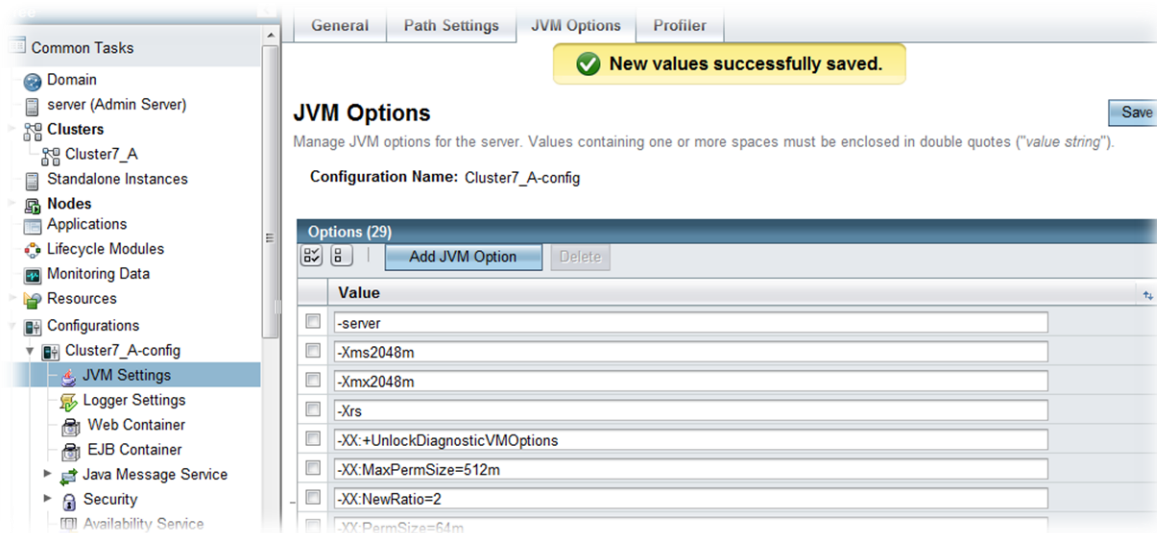 Common Tasks
Domain
server (Admin Server)
Clusters
Cluster7_A
Standalone Instances
Nodes
Applications
Lifecycle Modules
Monitoring Data
Resources
Configurations
Cluster7_A-config
JVM Settings
Logger Settings
Web Container
EJB Container
Java Message Service
Security
Availability Service
General Path Settings JVM Options Profiler
New values successfully saved.
JVM Options
Save
Manage JVM options for the server. Values containing one or more spaces must be enclosed in double quotes ("value string").
Configuration Name: Cluster7_A-config
Options (29)
Add JVM Option Delete
Value
-server
-Xms2048m
-Xmx2048m
-Xrs
-XX:+UnlockDiagnosticVMOptions
-XX:MaxPermSize=512m
-XX:NewRatio=2
-XX:PermSize=64m